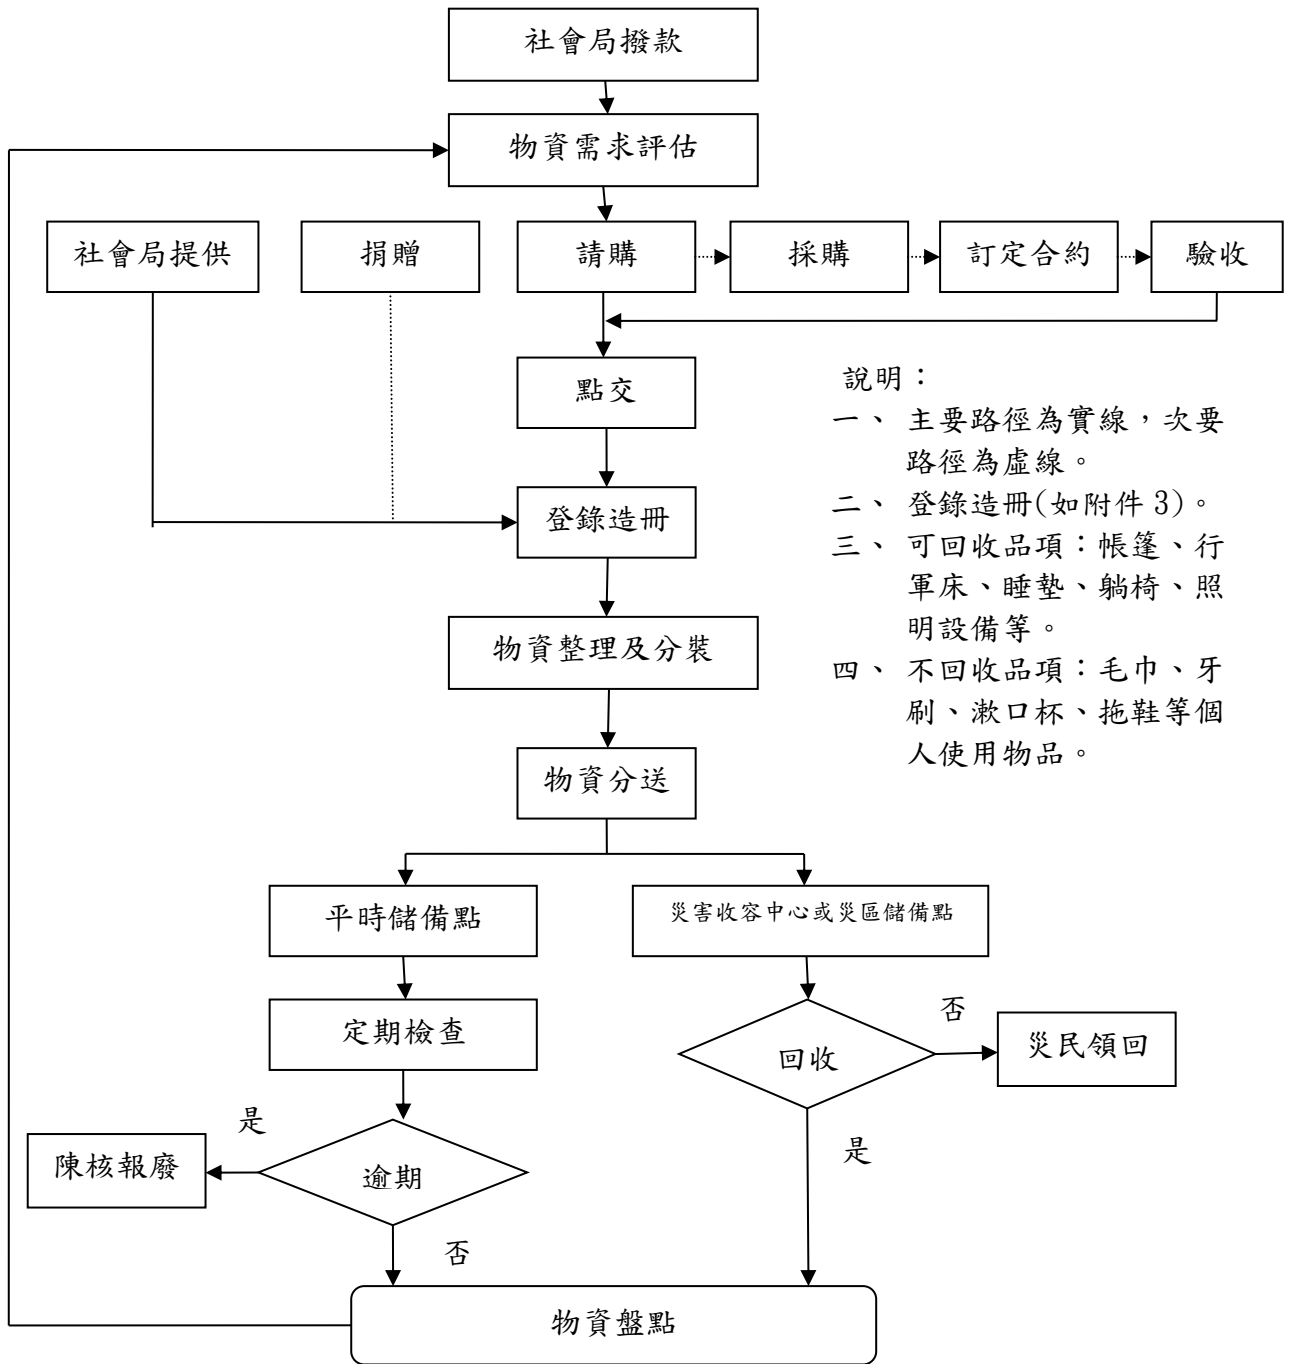 社會局撥款
物資需求評估
社會局提供
捐贈
請購
採購
訂定合約
驗收
點交
說明：
一、 主要路徑為實線，次要
路徑為虛線。
二、 登錄造冊(如附件 3)。
三、 可回收品項：帳篷、行
軍床、睡墊、躺椅、照
明設備等。
四、 不回收品項：毛巾、牙
刷、漱口杯、拖鞋等個
人使用物品。
登錄造冊
物資整理及分裝
物資分送
平時儲備點
災害收容中心或災區儲備點
定期檢查
回收
否
災民領回
是
陳核報廢
逾期
是
否
物資盤點